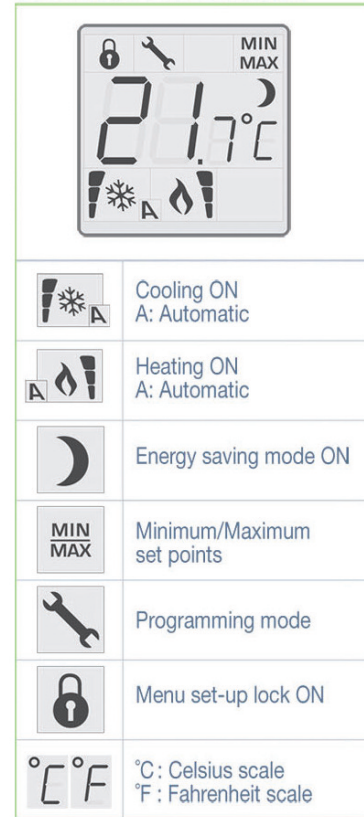 MIN
MAX
21.7°C
A
A
Cooling ON
A: Automatic
A
Heating ON
A: Automatic
Energy saving mode ON
MIN
MAX
Minimum/Maximum
set points
Programming mode
Menu set-up lock ON
°C °F
°C : Celsius scale
°F : Fahrenheit scale